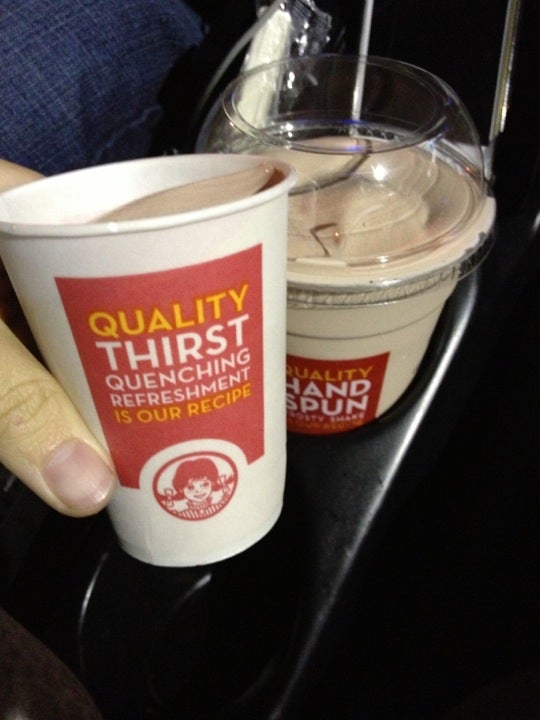 QUALITY
THIRST
QUENCHING
REFRESHMENT
IS OUR RECIPE
QUALITY
HAND
SPUN
FROSTY SHAKE